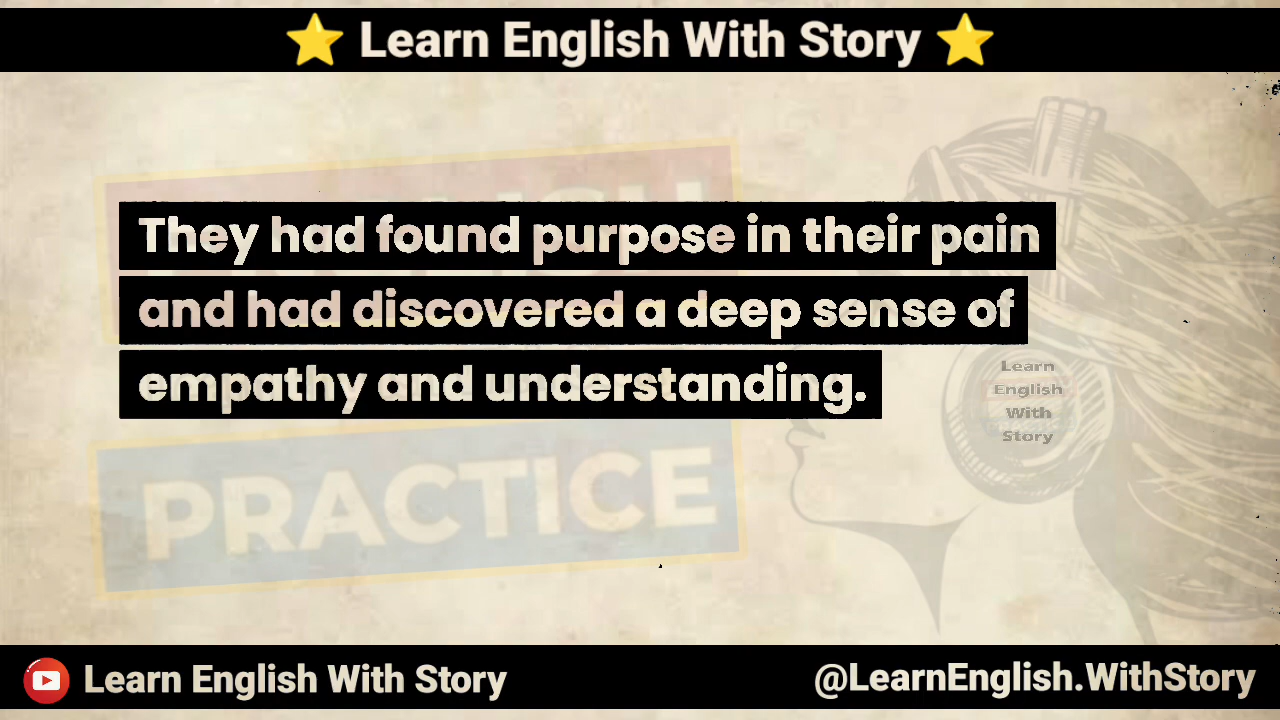 ⭐ Learn English With Story ⭐
They had found purpose in their pain
and had discovered a deep sense of
empathy and understanding.
Learn
English
With
Story
PRACTICE
Learn English With Story
@LearnEnglish.WithStory